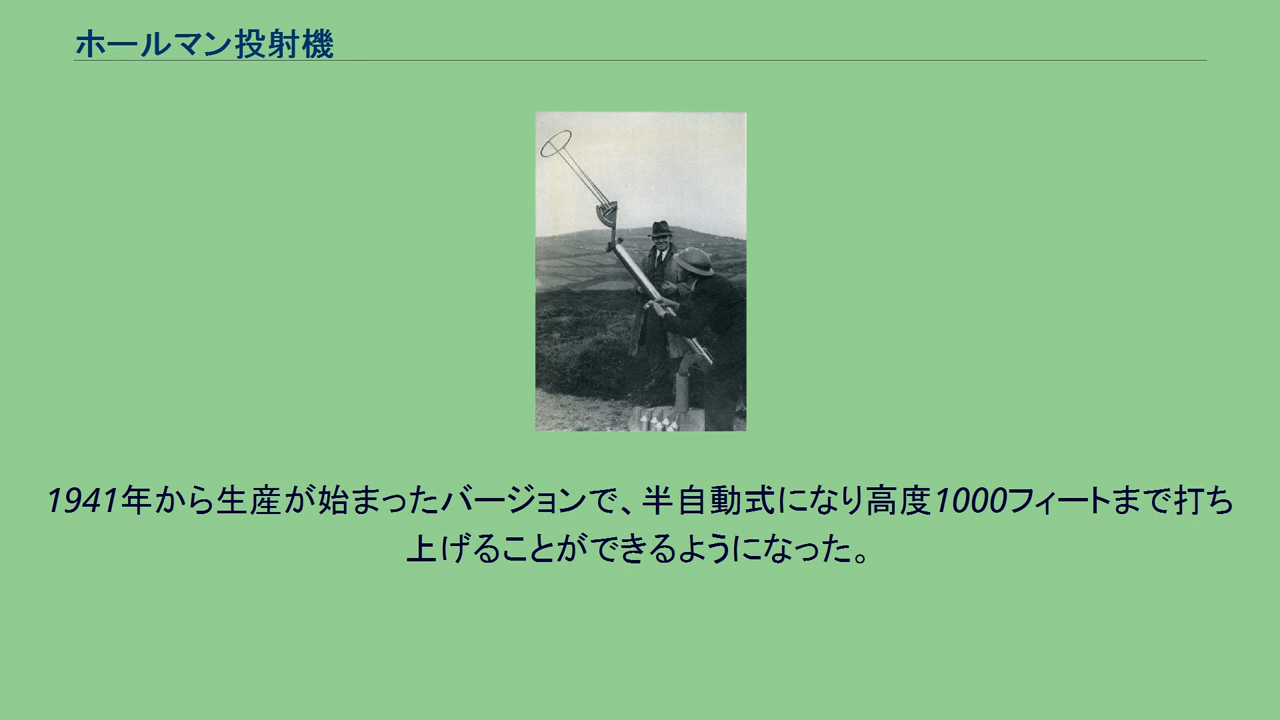 ホールマン投射機
1941年から生産が始まったバージョンで、半自動式になり高度1000フィートまで打ち
上げることができるようになった。